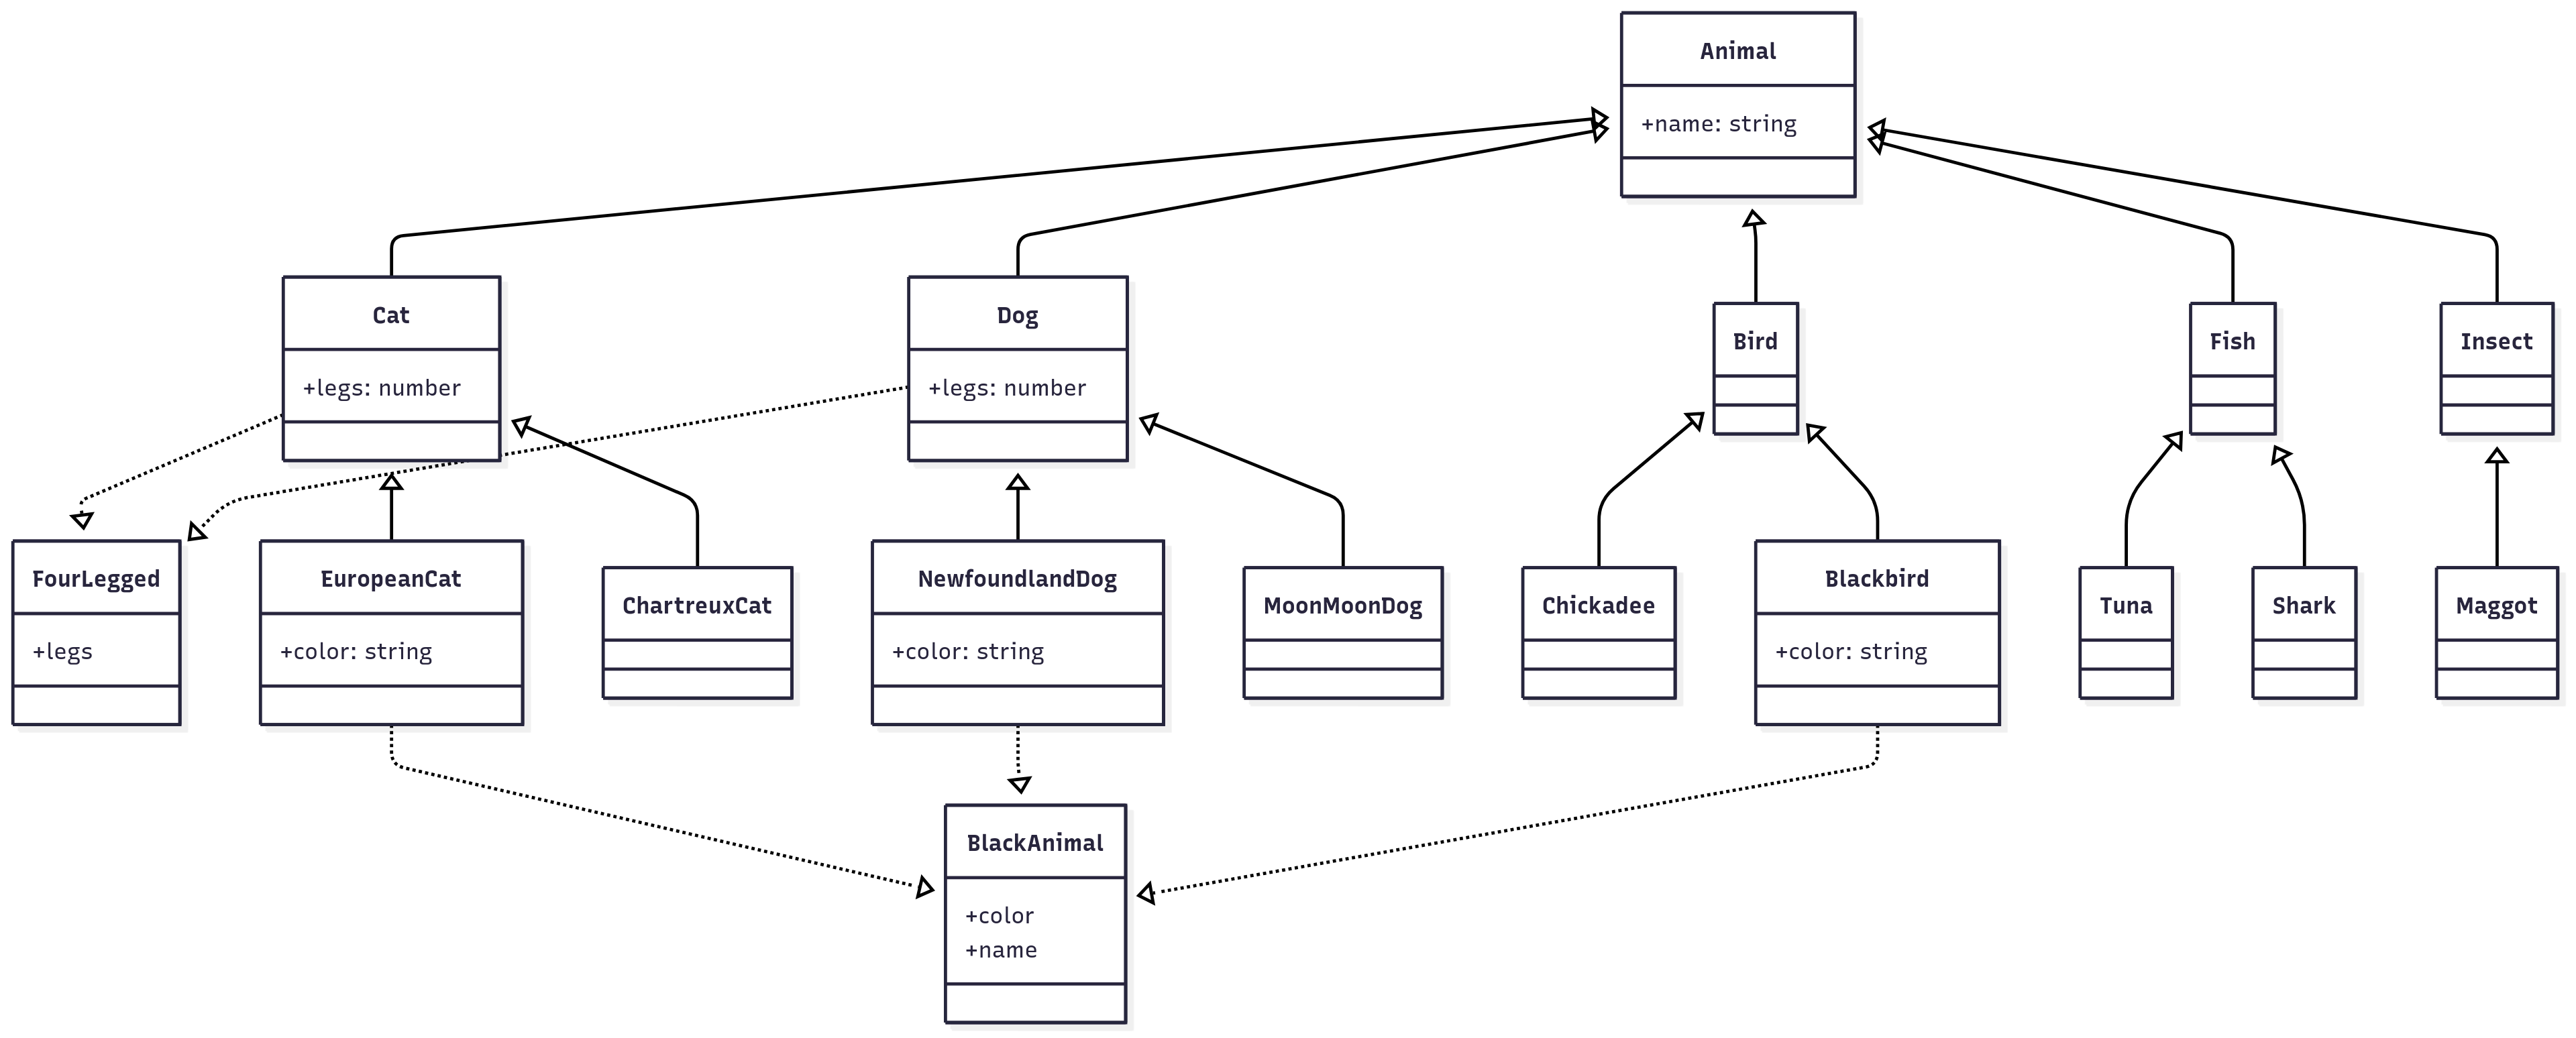 Animal
+name: string
Cat
+legs: number
Dog
+legs: number
Bird
Fish
Insect
FourLegged
+legs
EuropeanCat
+color: string
ChartreuxCat
NewfoundlandDog
+color: string
MoonMoonDog
Chickadee
Blackbird
+color: string
Tuna
Shark
Maggot
BlackAnimal
+color
+name